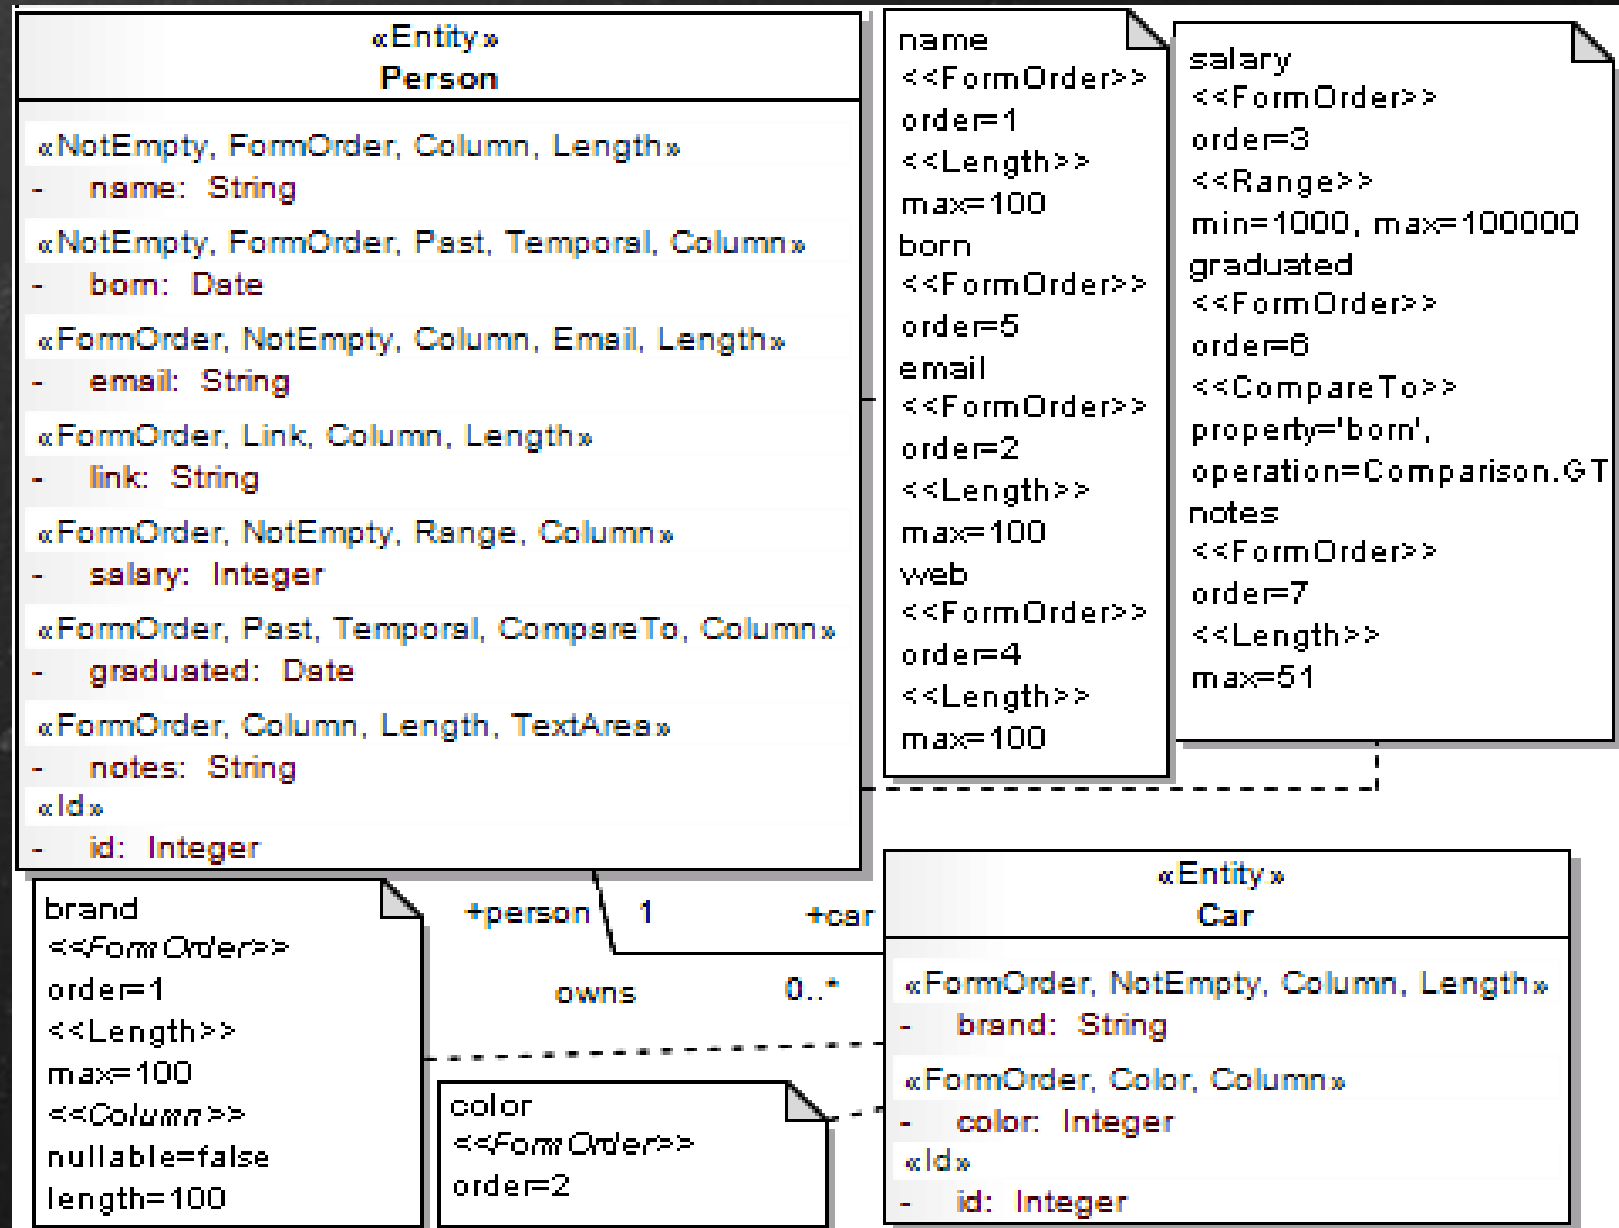 «Entity»
Person
«NotEmpty, FormOrder, Column, Length»
- name: String
«NotEmpty, FormOrder, Past, Temporal, Column»
- born: Date
«FormOrder, NotEmpty, Column, Email, Length»
- email: String
«FormOrder, Link, Column, Length»
- link: String
«FormOrder, NotEmpty, Range, Column»
- salary: Integer
«FormOrder, Past, Temporal, CompareTo, Column»
- graduated: Date
«FormOrder, Column, Length, TextArea»
- notes: String
«Id»
- id: Integer
name
<<FormOrder>>
order=1
<<Length>>
max=100
born
<<FormOrder>>
order=5
email
<<FormOrder>>
order=2
<<Length>>
max=100
web
<<FormOrder>>
order=4
<<Length>>
max=100
salary
<<FormOrder>>
order=3
<<Range>>
min=1000, max=100000
graduated
<<FormOrder>>
order=6
<<CompareTo>>
property='born',
operation=Comparison.GT
notes
<<FormOrder>>
order=7
<<Length>>
max=51
brand
<<FormOrder>>
order=1
<<Length>>
max=100
<<Column>>
nullable=false
length=100
+person 1 +car
owns 0..*
color
<<FormOrder>>
order=2
«Entity»
Car
«FormOrder, NotEmpty, Column, Length»
- brand: String
«FormOrder, Color, Column»
- color: Integer
«Id»
- id: Integer